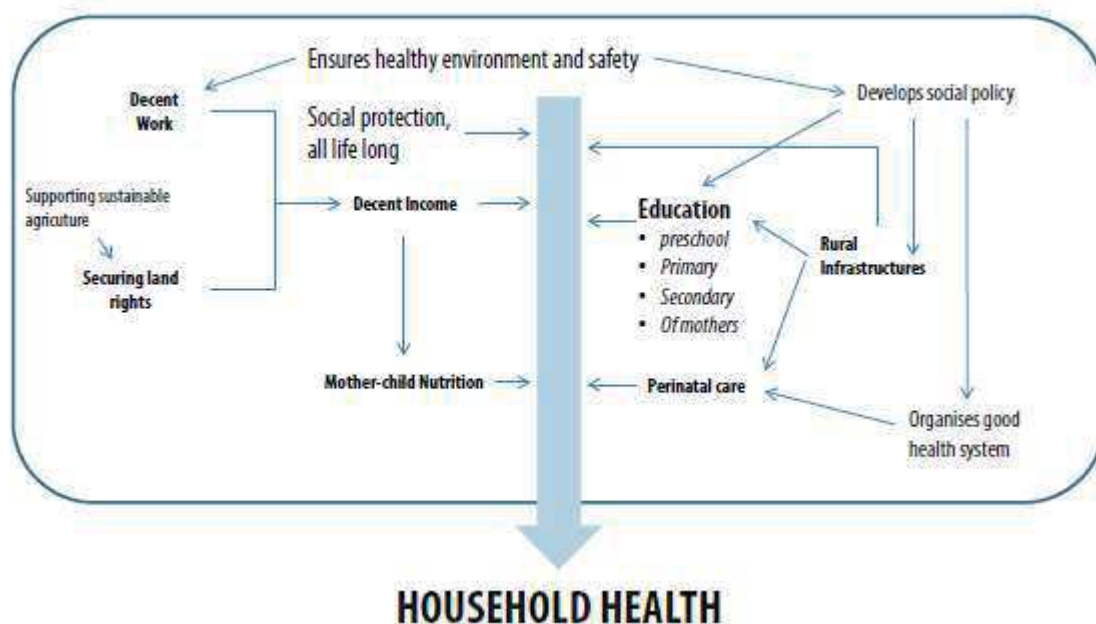 Ensures healthy environment and safety
Decent
Work
Develops social policy
Social protection,
all life long
Supporting sustainable
agricuture
Decent Income
Securing land
rights
Education
▪ preschool
▪ Primary
▪ Secondary
▪ Of mothers
Rural
Infrastructures
Mother-child Nutrition
Perinatal care
Organises good
health system
HOUSEHOLD HEALTH